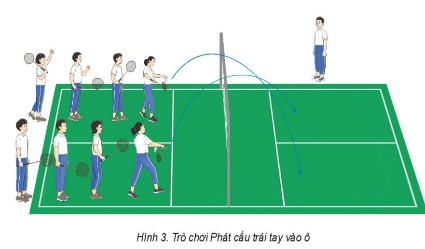 Hình 3. Trò chơi Phát cầu trái tay vào ô